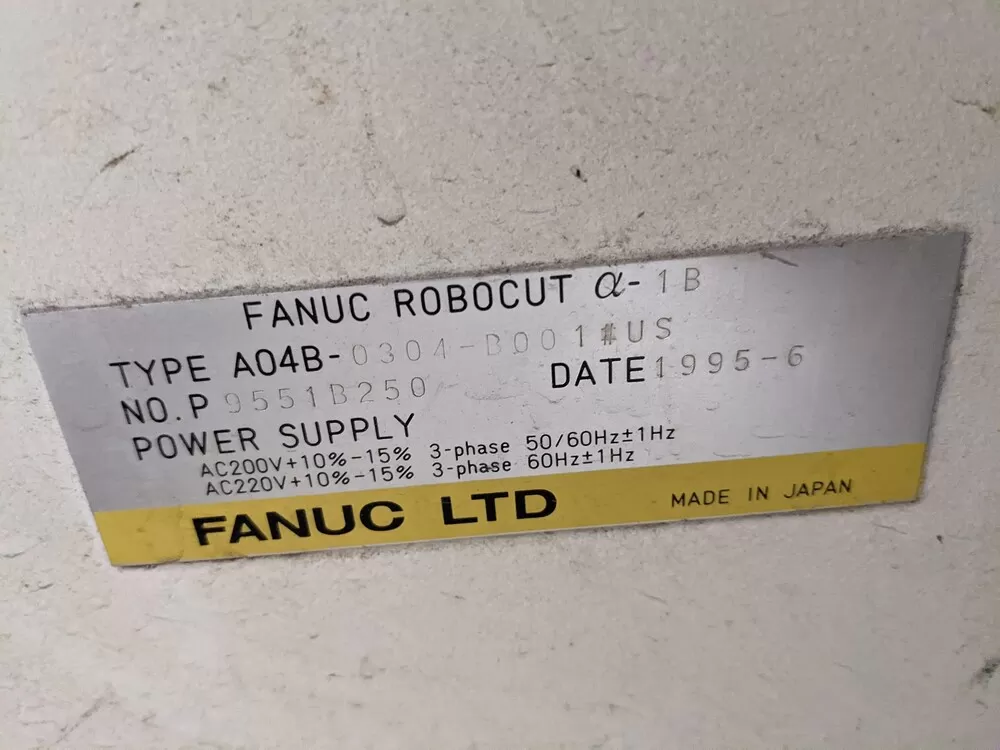 FANUC ROBOCUT α-1B
TYPE A04B-0304-B001#US
NO.P 9551B250 DATE 1995-6
POWER SUPPLY
AC200V+10%-15% 3-phase 50/60Hz±1Hz
AC220V+10%-15% 3-phase 60Hz±1Hz
FANUC LTD MADE IN JAPAN